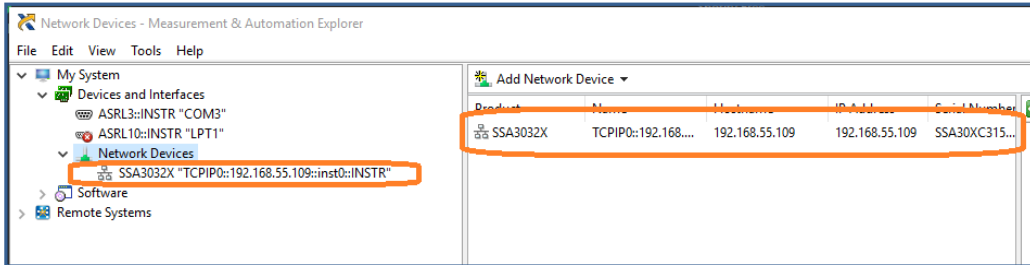 Network Devices - Measurement & Automation Explorer
File Edit View Tools Help
My System
Devices and Interfaces
ASRL3::INSTR "COM3"
ASRL10::INSTR "LPT1"
Network Devices
SSA3032X "TCPIP0::192.168.55.109::inst0::INSTR"
Software
Remote Systems
Add Network Device
Product Name Hostname IP Address Serial Number
SSA3032X TCPIP0::192.168.... 192.168.55.109 192.168.55.109 SSA30XC315...